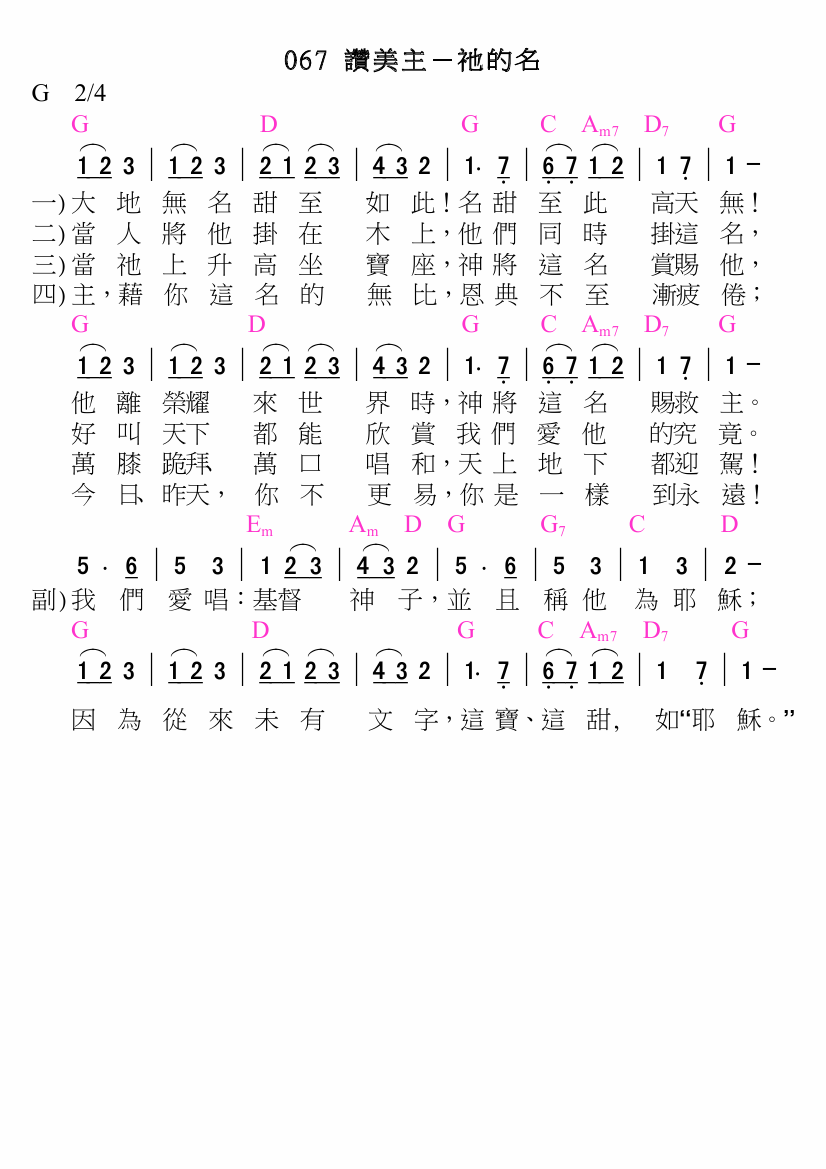 067 讚美主－祂的名
G 2/4
G D G C Am7 D7 G
1 2 3 | 1 2 3 | 2 1 2 3 | 4 3 2 | 1. 7 | 6 7 1 2 | 1 7 | 1 –
一)大 地 無 名 甜 至 如 此！名 甜 至 此 高天 無！
二)當 人 將 他 掛 在 木 上，他 們 同 時 掛這 名，
三)當 祂 上 升 高 坐 寶 座，神 將 這 名 賞賜 他，
四)主，藉 你 這 名 的 無 比，恩 典 不 至 漸疲 倦；
G D G C Am7 D7 G
1 2 3 | 1 2 3 | 2 1 2 3 | 4 3 2 | 1. 7 | 6 7 1 2 | 1 7 | 1 –
他 離 榮耀 來 世 界 時，神 將 這 名 賜救 主。
好 叫 天下 都 能 欣 賞 我 們 愛 他 的究 竟。
萬 膝 跪拜、 萬 口 唱 和，天 上 地 下 都迎 駕！
今 日、 昨天， 你 不 更 易，你 是 一 樣 到永 遠！
Em Am D G G7 C D
5 . 6 | 5 3 | 1 2 3 | 4 3 2 | 5 . 6 | 5 3 | 1 3 | 2 –
副)我 們 愛 唱：基督 神 子，並 且 稱 他 為 耶 穌；
G D G C Am7 D7 G
1 2 3 | 1 2 3 | 2 1 2 3 | 4 3 2 | 1. 7 | 6 7 1 2 | 1 7 | 1 –
因 為 從 來 未 有 文 字，這 寶、這 甜, 如“耶 穌。”